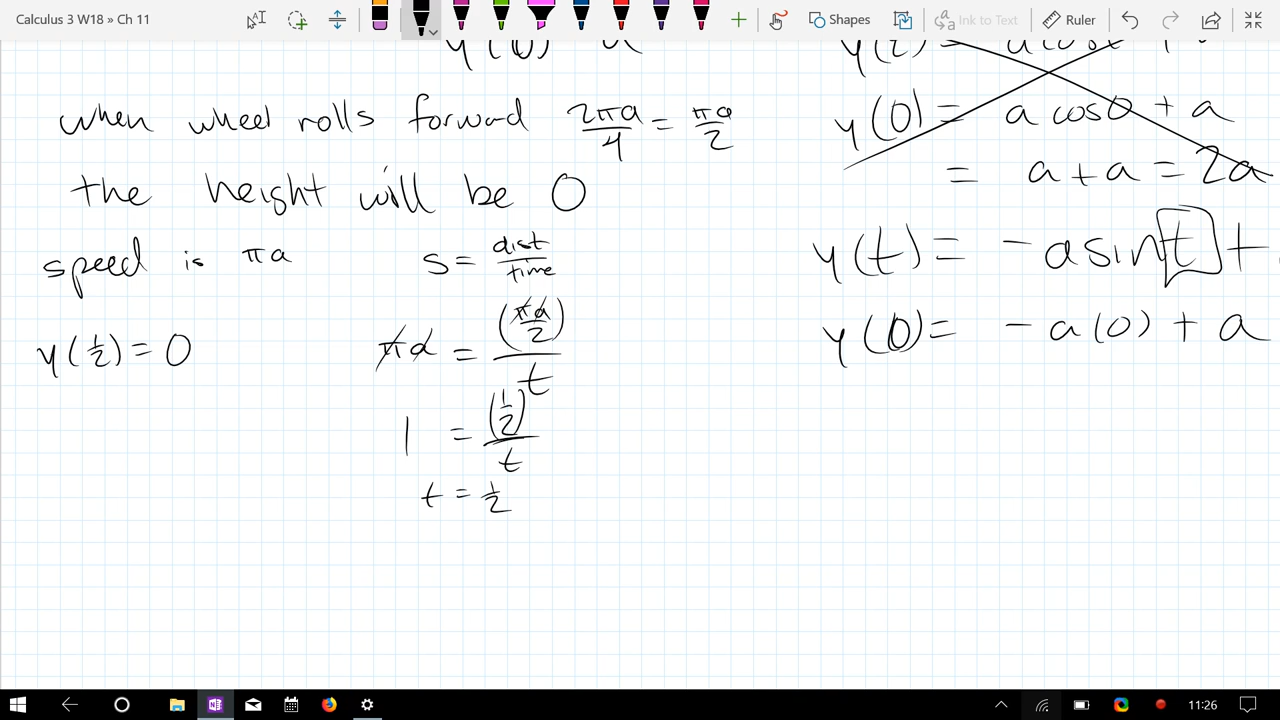 Calculus 3 W18 » Ch 11
Shapes
Ink to Text
Ruler
y(0)
when wheel rolls forward 2πa/4 = πa/2
the height will be 0
speed is πa
s = dist/time
y(1/2) = 0
πa = (πa/2)/t
1 = (1/2)/t
t = 1/2
y(t)
a cos
y(0) = a cos0 + a
= a + a = 2a
y(t) = - a sin t +
y(0) = - a (0) + a
11:26